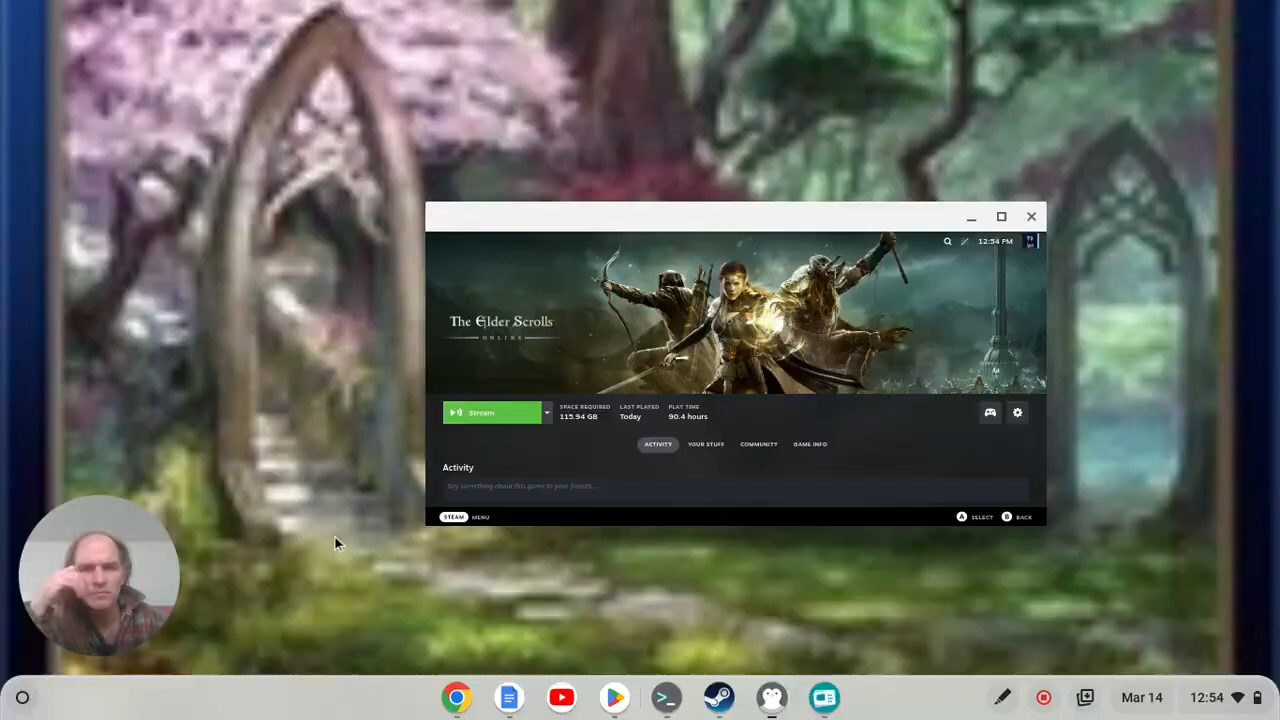 12:54 PM
The Elder Scrolls
ONLINE
Stream
SPACE REQUIRED
115.94 GB
LAST PLAYED
Today
PLAY TIME
90.4 hours
ACTIVITY YOUR STUFF COMMUNITY GAME INFO
Activity
Say something about this game to your friends...
STEAM MENU
A SELECT B BACK
Mar 14
12:54